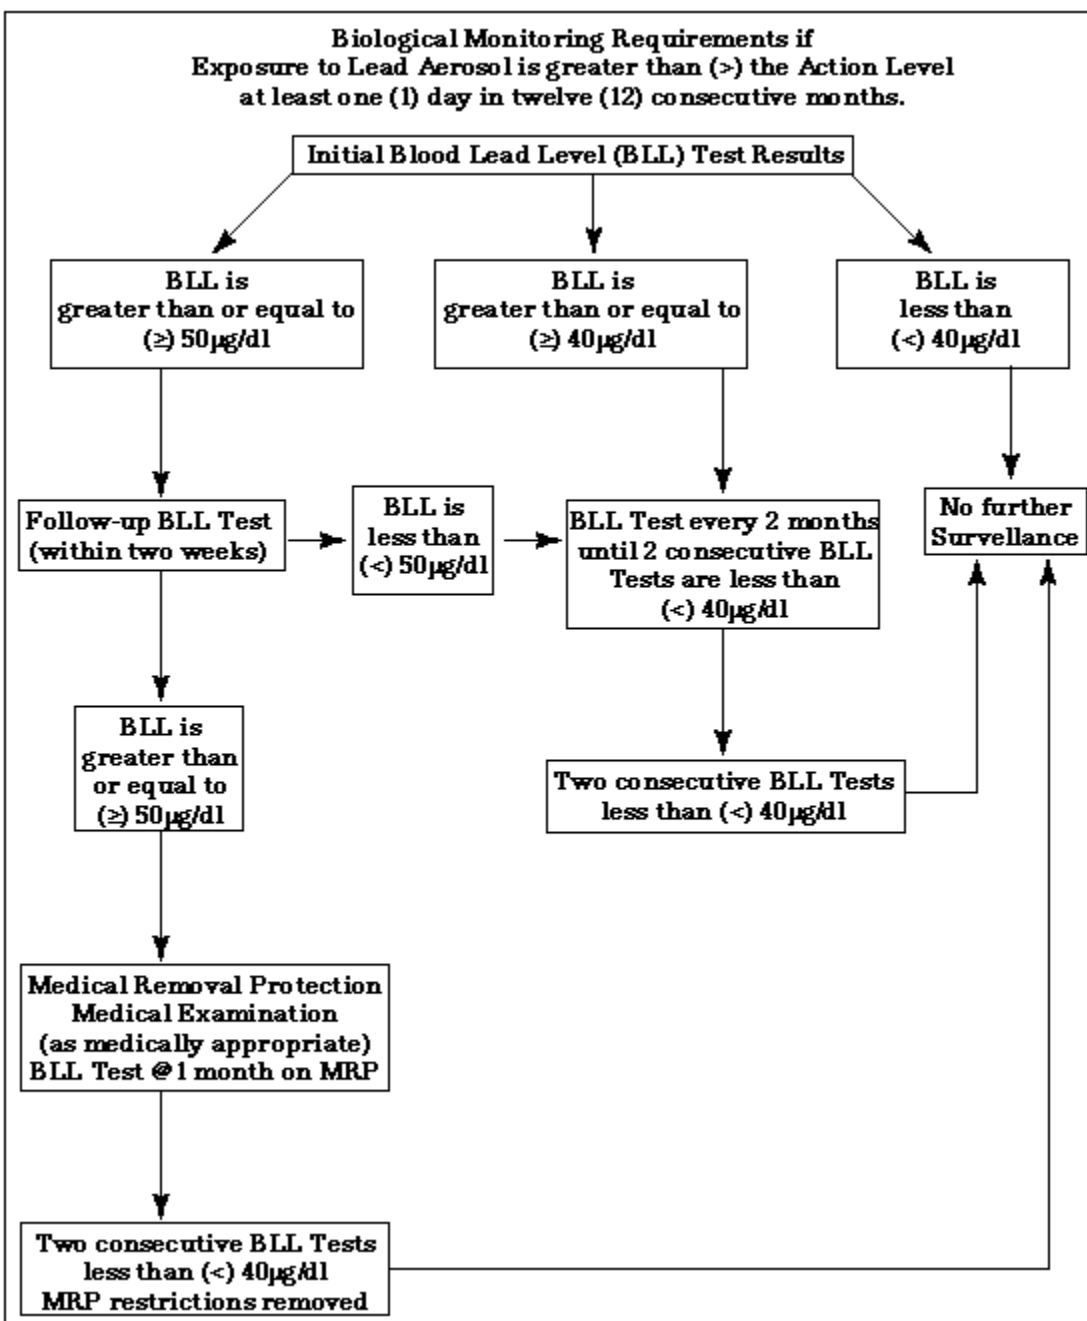 Biological Monitoring Requirements if
Exposure to Lead Aerosol is greater than (>) the Action Level
at least one (1) day in twelve (12) consecutive months.
Initial Blood Lead Level (BLL) Test Results
BLL is
greater than or equal to
(≥) 50µg/dl
BLL is
greater than or equal to
(≥) 40µg/dl
BLL is
less than
(<) 40µg/dl
Follow-up BLL Test
(within two weeks)
BLL is
less than
(<) 50µg/dl
BLL Test every 2 months
until 2 consecutive BLL
Tests are less than
(<) 40µg/dl
No further
Survellance
BLL is
greater than
or equal to
(≥) 50µg/dl
Two consecutive BLL Tests
less than (<) 40µg/dl
Medical Removal Protection
Medical Examination
(as medically appropriate)
BLL Test @ 1 month on MRP
Two consecutive BLL Tests
less than (<) 40µg/dl
MRP restrictions removed